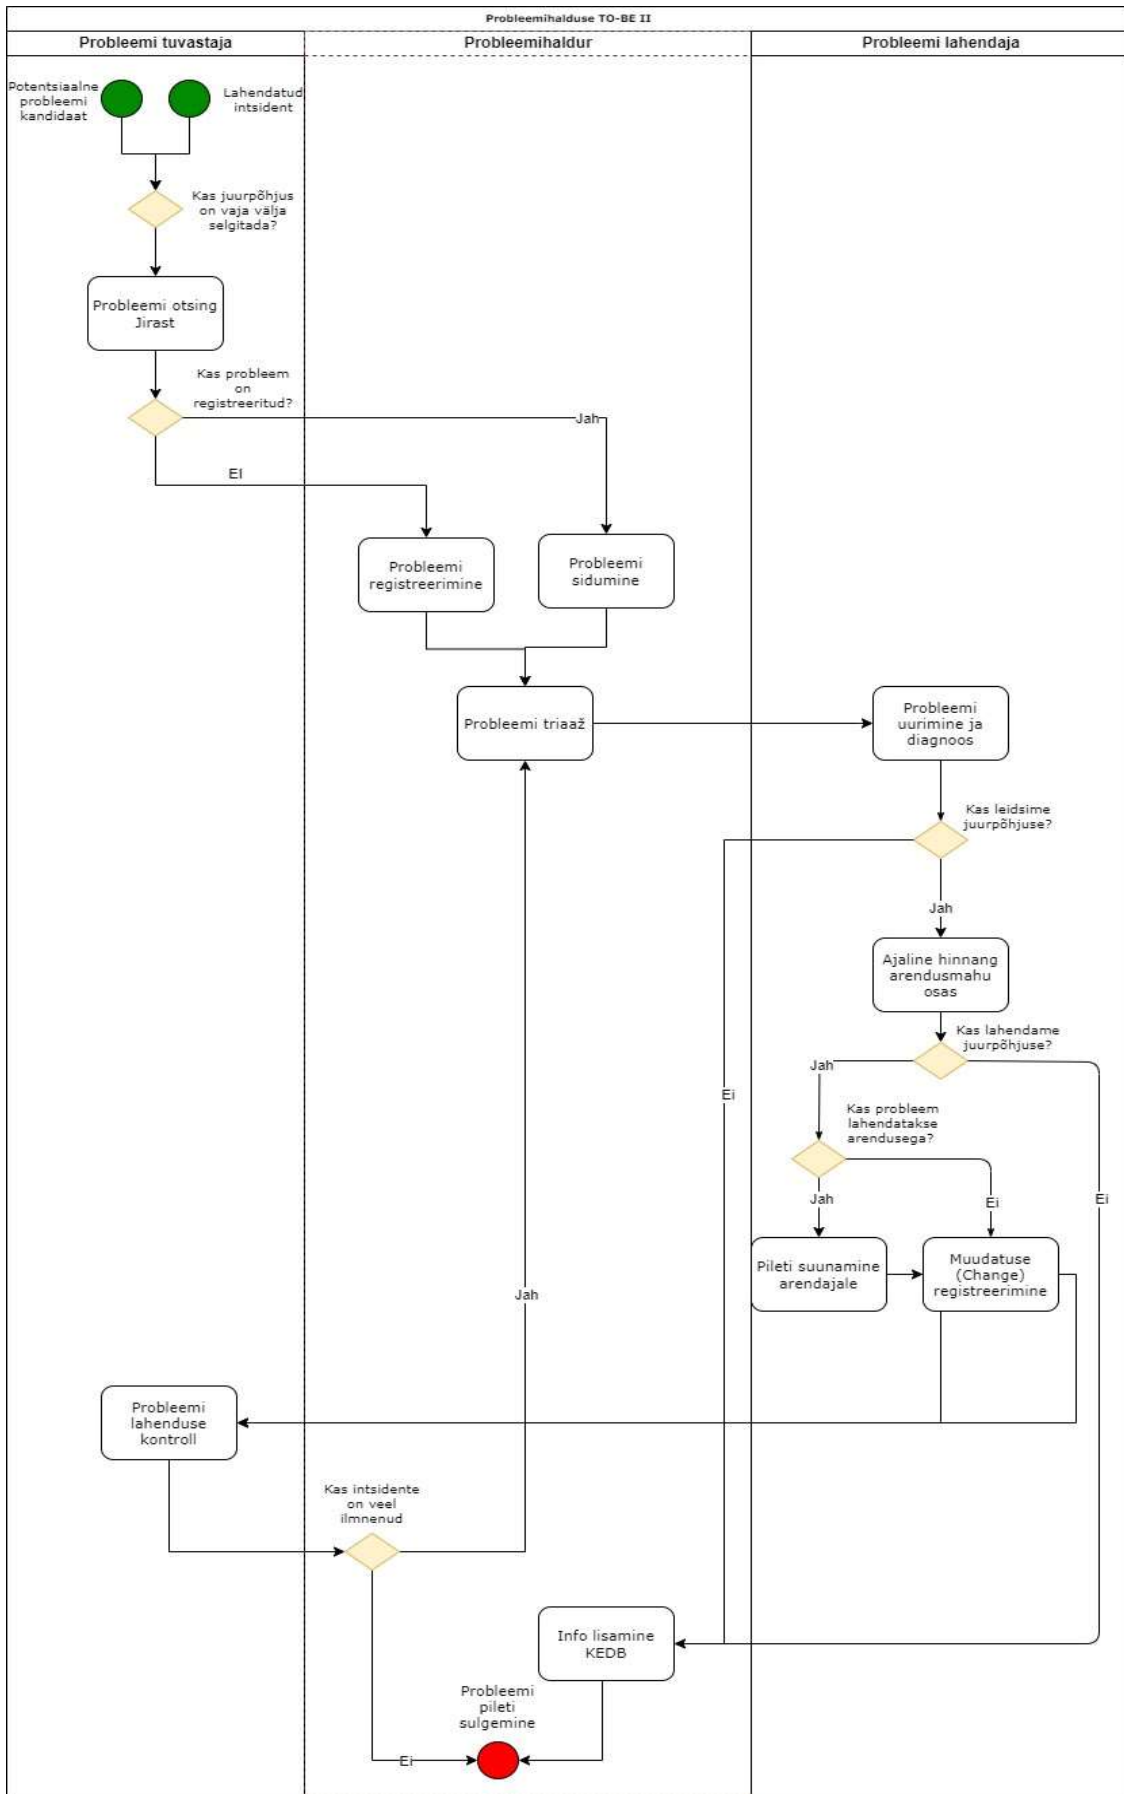 Probleemihalduse TO-BE II
Probleemi tuvastaja
Probleemihaldur
Probleemi lahendaja
Potentsiaalne
probleemi
kandidaat
Lahendatud
intsident
Kas juurpõhjus
on vaja välja
selgitada?
Probleemi otsing
Jirast
Kas probleem
on
registreeritud?
Jah
EI
Probleemi
registreerimine
Probleemi
sidumine
Probleemi triaaž
Probleemi
uurimine ja
diagnoos
Kas leidsime
juurpõhjuse?
Jah
Ajaline hinnang
arendusmahu
osas
Kas lahendame
juurpõhjuse?
Jah
Ei
Kas probleem
lahendatakse
arendusega?
Jah
Ei
Ei
Pileti suunamine
arendajale
Muudatuse
(Change)
registreerimine
Jah
Probleemi
lahenduse
kontroll
Kas intsidente
on veel
ilmnenud
Info lisamine
KEDB
Probleemi
pileti
sulgemine
Ei